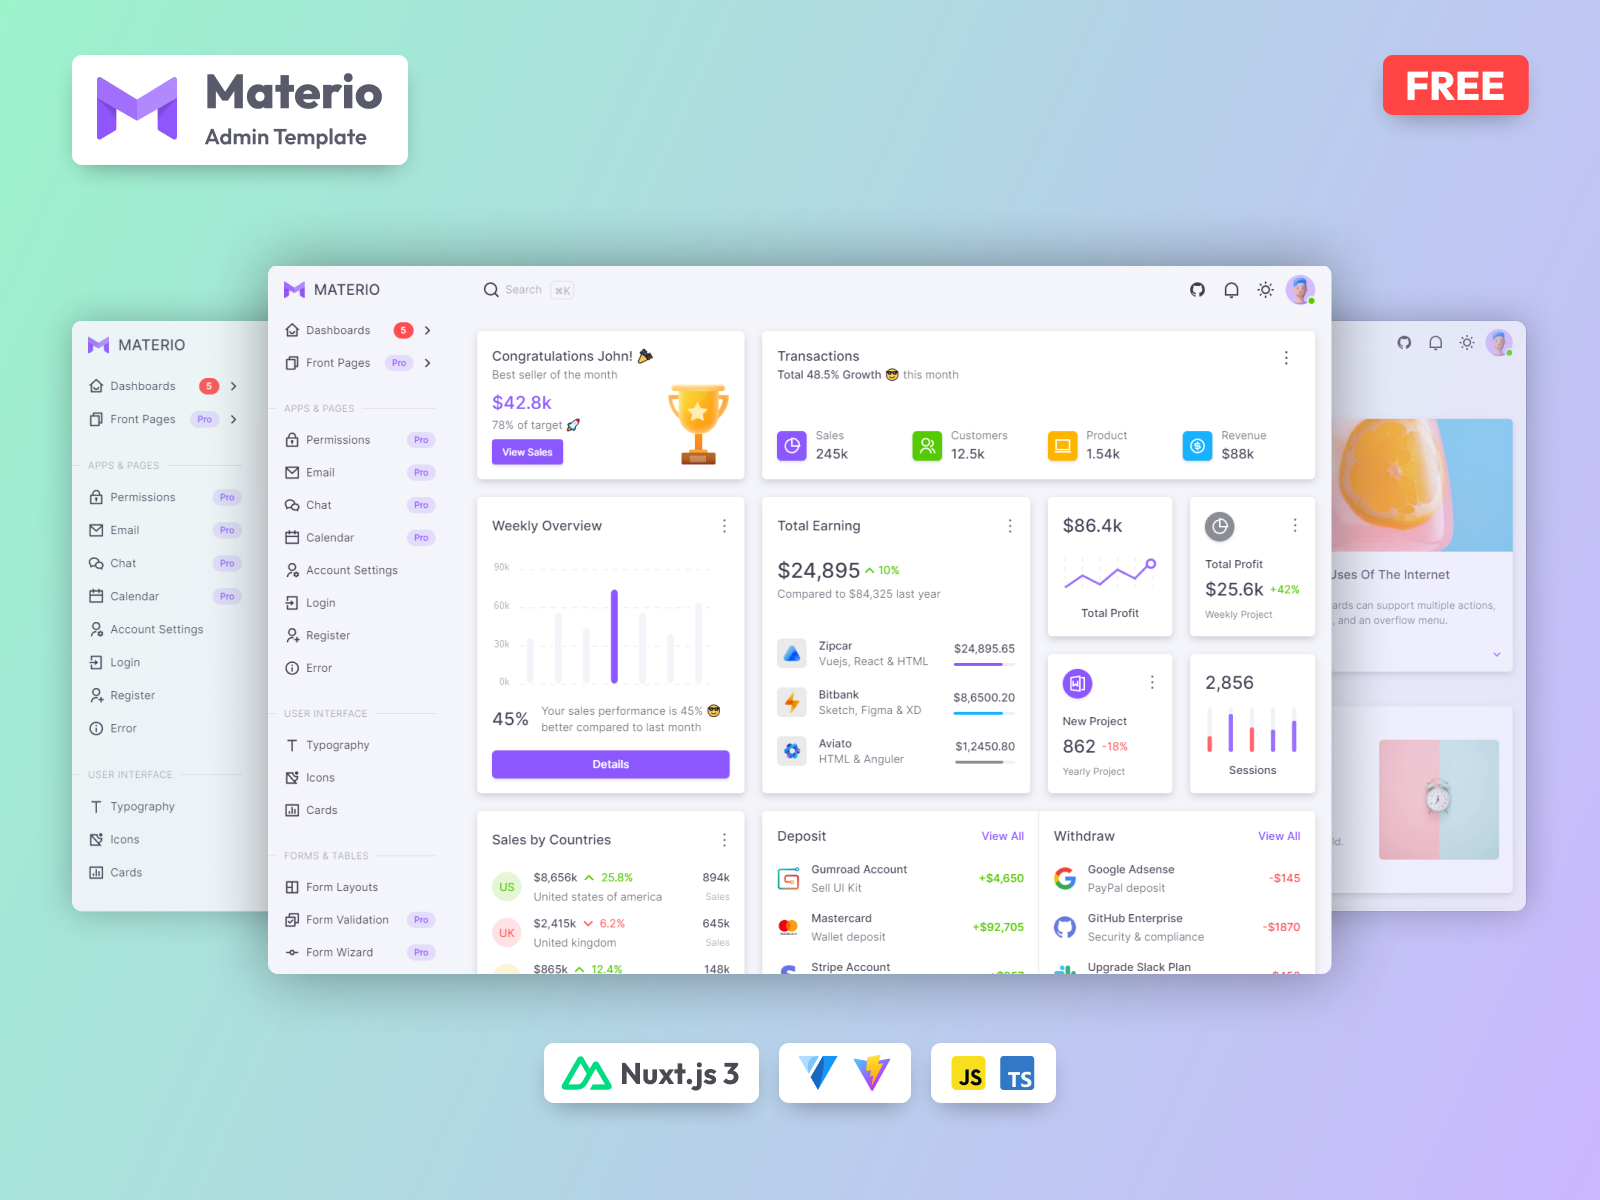 Materio
Admin Template
FREE
MATERIO
Dashboards 5
Front Pages Pro
APPS & PAGES
Permissions Pro
Email Pro
Chat Pro
Calendar Pro
Account Settings
Login
Register
Error
USER INTERFACE
Typography
Icons
Cards
MATERIO
Search ⌘K
Dashboards 5
Front Pages Pro
APPS & PAGES
Permissions Pro
Email Pro
Chat Pro
Calendar Pro
Account Settings
Login
Register
Error
USER INTERFACE
Typography
Icons
Cards
FORMS & TABLES
Form Layouts
Form Validation Pro
Form Wizard Pro
Congratulations John! 🎉
Best seller of the month
$42.8k
78% of target 🚀
View Sales
Transactions
Total 48.5% Growth 😎 this month
Sales
245k
Customers
12.5k
Product
1.54k
Revenue
$88k
Weekly Overview
90k
60k
30k
0k
45%
Your sales performance is 45% 😎
better compared to last month
Details
Total Earning
$24,895 10%
Compared to $84,325 last year
Zipcar
Vuejs, React & HTML
$24,895.65
Bitbank
Sketch, Figma & XD
$8,6500.20
Aviato
HTML & Anguler
$1,2450.80
$86.4k
Total Profit
Total Profit
$25.6k +42%
Weekly Project
New Project
862 -18%
Yearly Project
2,856
Sessions
Sales by Countries
US
$8,656k 25.8%
United states of america
894k
Sales
UK
$2,415k 6.2%
United kingdom
645k
Sales
$865k 12.4%
148k
Deposit View All
Gumroad Account
Sell UI Kit
+$4,650
Mastercard
Wallet deposit
+$92,705
Stripe Account
Withdraw View All
Google Adsense
PayPal deposit
-$145
GitHub Enterprise
Security & compliance
-$1870
Upgrade Slack Plan
Uses Of The Internet
ards can support multiple actions,
, and an overflow menu.
ld.
Nuxt.js 3
JS
TS